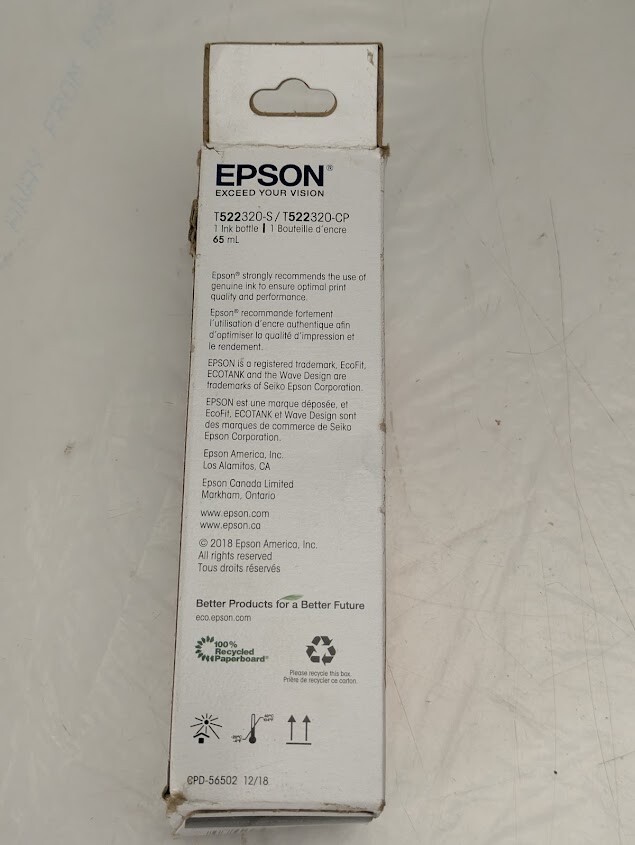 EPSON®
EXCEED YOUR VISION
T522320-S / T522320-CP
1 Ink bottle | 1 Bouteille d'encre
65 mL
Epson® strongly recommends the use of
genuine ink to ensure optimal print
quality and performance.
Epson® recommande fortement
l'utilisation d'encre authentique afin
d'optimiser la qualité d'impression et
le rendement.
EPSON is a registered trademark, EcoFit,
ECOTANK and the Wave Design are
trademarks of Seiko Epson Corporation.
EPSON est une marque déposée, et
EcoFit, ECOTANK et Wave Design sont
des marques de commerce de Seiko
Epson Corporation.
Epson America, Inc.
Los Alamitos, CA
Epson Canada Limited
Markham, Ontario
www.epson.com
www.epson.ca
© 2018 Epson America, Inc.
All rights reserved
Tous droits réservés
Better Products for a Better Future
eco.epson.com
100%
Recycled
Paperboard®
Please recycle this box.
Prière de recycler ce carton.
CPD-56502 12/18